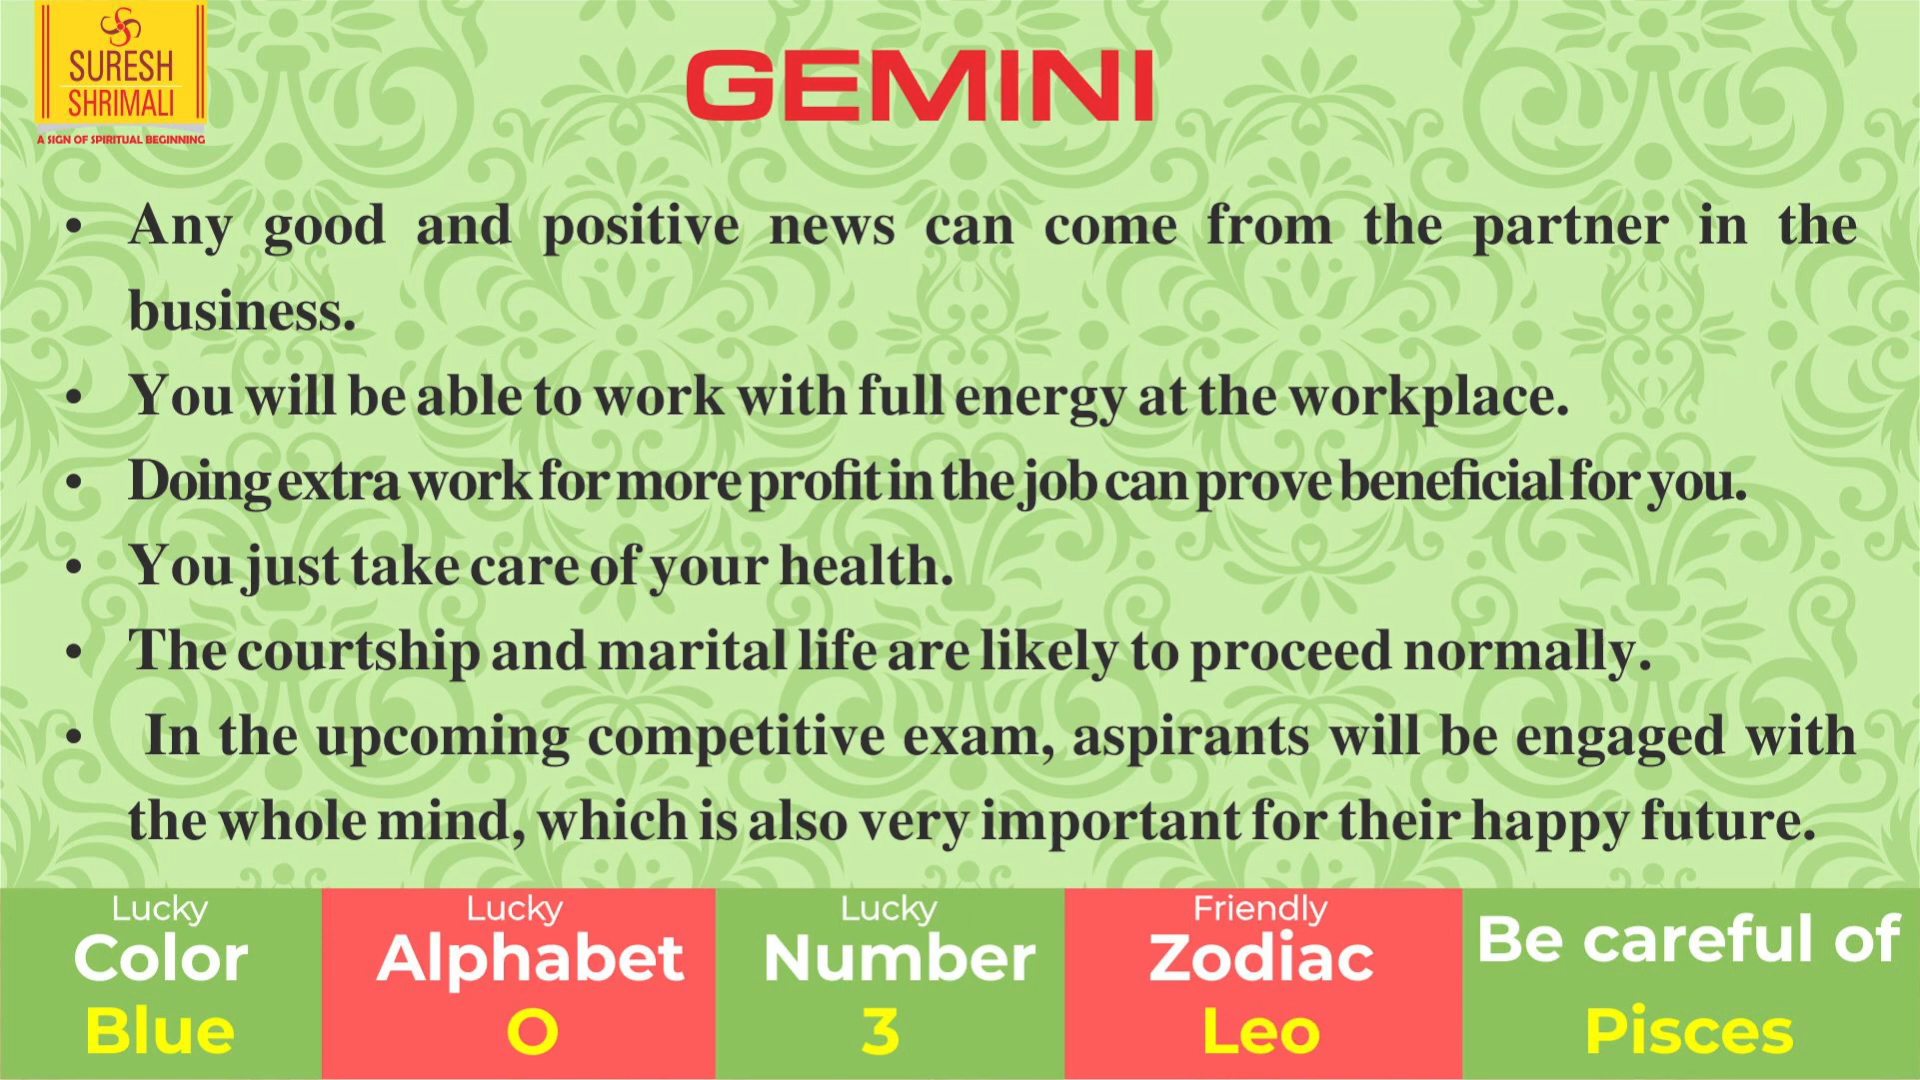 SURESH
SHRIMALI
A SIGN OF SPIRITUAL BEGINNING
GEMINI
• Any good and positive news can come from the partner in the
business.
• You will be able to work with full energy at the workplace.
• Doing extra work for more profit in the job can prove beneficial for you.
• You just take care of your health.
• The courtship and marital life are likely to proceed normally.
• In the upcoming competitive exam, aspirants will be engaged with
the whole mind, which is also very important for their happy future.
Lucky
Color
Blue
Lucky
Alphabet
O
Lucky
Number
3
Friendly
Zodiac
Leo
Be careful of
Pisces